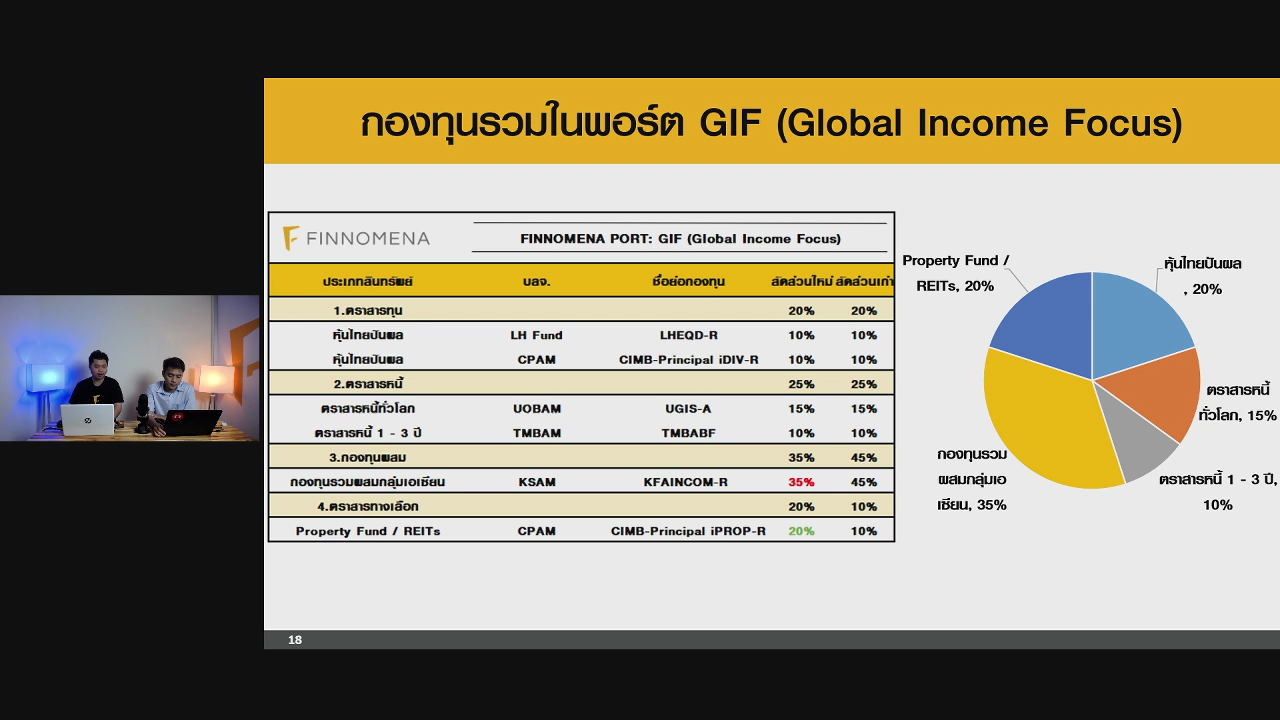 กองทุนรวมในพอร์ต GIF (Global Income Focus)
FINNOMENA
FINNOMENA PORT: GIF (Global Income Focus)
ประเภทสินทรัพย์ บลจ. ชื่อย่อกองทุน สัดส่วนใหม่ สัดส่วนเก่า
1.ตราสารทุน 20% 20%
หุ้นไทยปันผล LH Fund LHEQD-R 10% 10%
หุ้นไทยปันผล CPAM CIMB-Principal iDIV-R 10% 10%
2.ตราสารหนี้ 25% 25%
ตราสารหนี้ทั่วโลก UOBAM UGIS-A 15% 15%
ตราสารหนี้ 1 - 3 ปี TMBAM TMBABF 10% 10%
3.กองทุนผสม 35% 45%
กองทุนรวมผสมกลุ่มเอเชียน KSAM KFAINCOM-R 35% 45%
4.ตราสารทางเลือก 20% 10%
Property Fund / REITs CPAM CIMB-Principal iPROP-R 20% 10%
Property Fund /
REITs, 20%
หุ้นไทยปันผล
, 20%
ตราสารหนี้
ทั่วโลก, 15%
ตราสารหนี้ 1 - 3 ปี,
10%
กองทุนรวม
ผสมกลุ่มเอ
เชียน, 35%
18